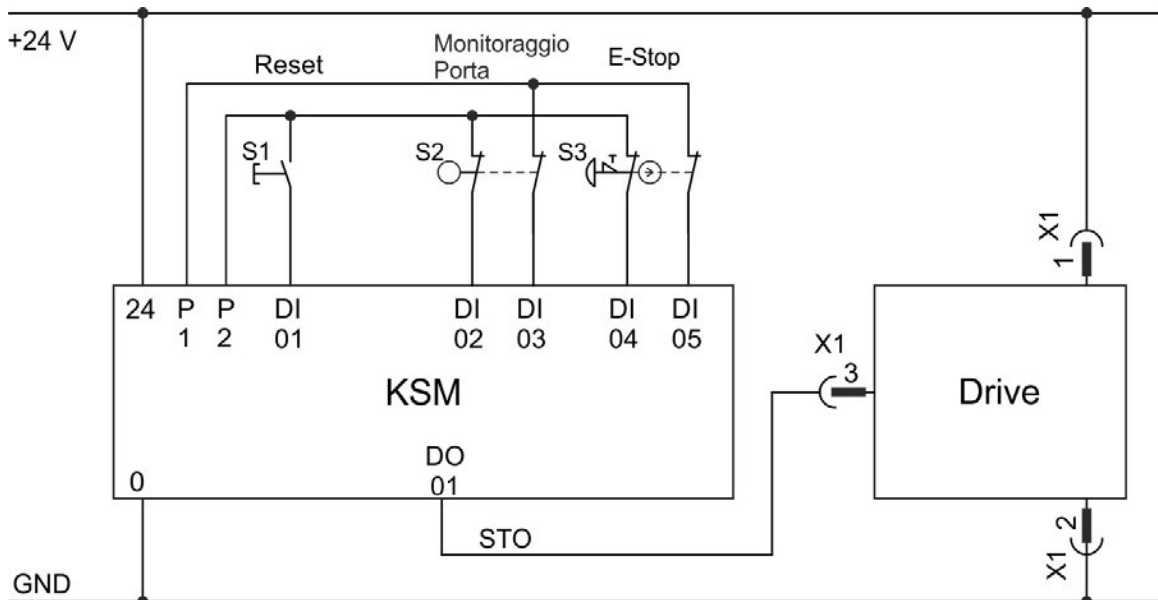 +24 V
Reset
Monitoraggio
Porta
E-Stop
S1
S2
S3
X1
1
24 P P DI DI DI DI DI
1 2 01 02 03 04 05
X1
3
KSM
Drive
DO
0
01
STO
2
X1
GND